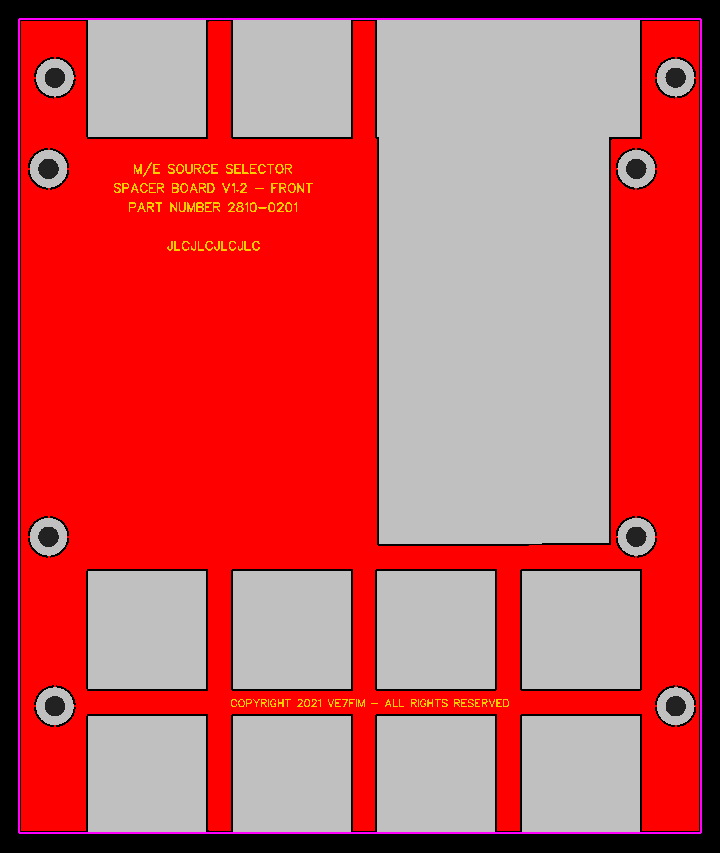 M/E SOURCE SELECTOR
SPACER BOARD V1.2 - FRONT
PART NUMBER 2810-0201
JLCJLCJLCJLC
COPYRIGHT 2021 VE7FIM - ALL RIGHTS RESERVED